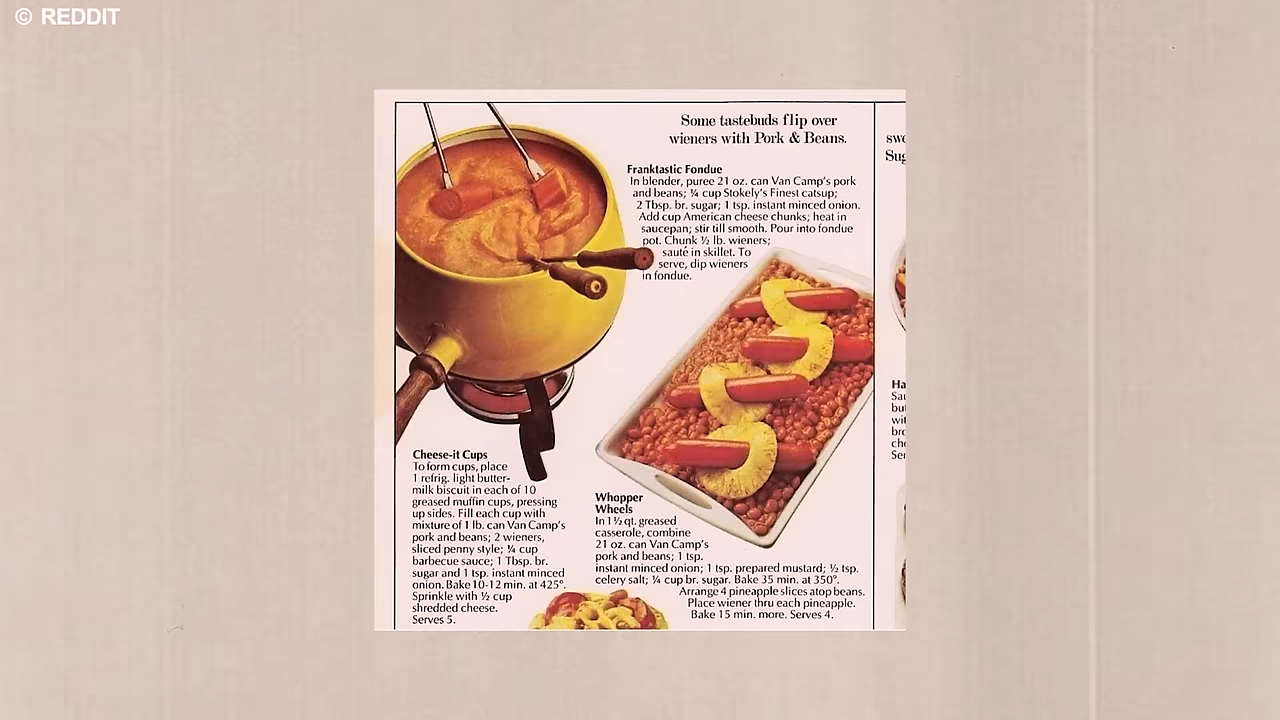 © REDDIT
Some tastebuds flip over
wieners with Pork & Beans.
Franktastic Fondue
In blender, puree 21 oz. can Van Camp's pork
and beans; ¼ cup Stokely's Finest catsup;
2 Tbsp. br. sugar; 1 tsp. instant minced onion.
Add cup American cheese chunks; heat in
saucepan; stir till smooth. Pour into fondue
pot. Chunk ½ lb. wieners;
sauté in skillet. To
serve, dip wieners
in fondue.
Cheese-it Cups
To form cups, place
1 refrig. light butter-
milk biscuit in each of 10
greased muffin cups, pressing
up sides. Fill each cup with
mixture of 1 lb. can Van Camp's
pork and beans; 2 wieners,
sliced penny style; ¼ cup
barbecue sauce; 1 Tbsp. br.
sugar and 1 tsp. instant minced
onion. Bake 10-12 min. at 425°.
Sprinkle with ½ cup
shredded cheese.
Serves 5.
Whopper
Wheels
In 1½ qt. greased
casserole, combine
21 oz. can Van Camp's
pork and beans; 1 tsp.
instant minced onion; 1 tsp. prepared mustard; ½ tsp.
celery salt; ¼ cup br. sugar. Bake 35 min. at 350°.
Arrange 4 pineapple slices atop beans.
Place wiener thru each pineapple.
Bake 15 min. more. Serves 4.
swe
Sug
Ha
Sau
but
wit
bro
che
Ser